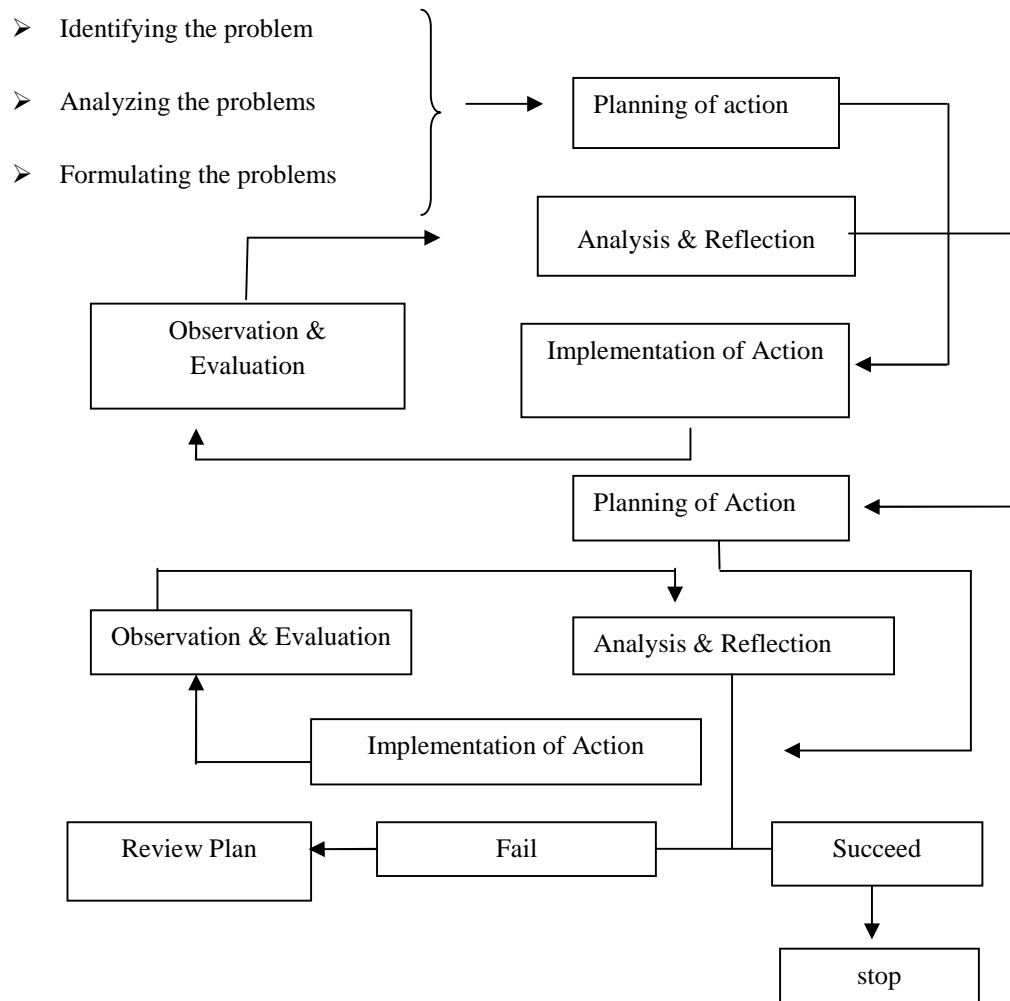 ➢ Identifying the problem
➢ Analyzing the problems
➢ Formulating the problems
Planning of action
Analysis & Reflection
Observation &
Evaluation
Implementation of Action
Planning of Action
Observation & Evaluation
Analysis & Reflection
Implementation of Action
Review Plan
Fail
Succeed
stop